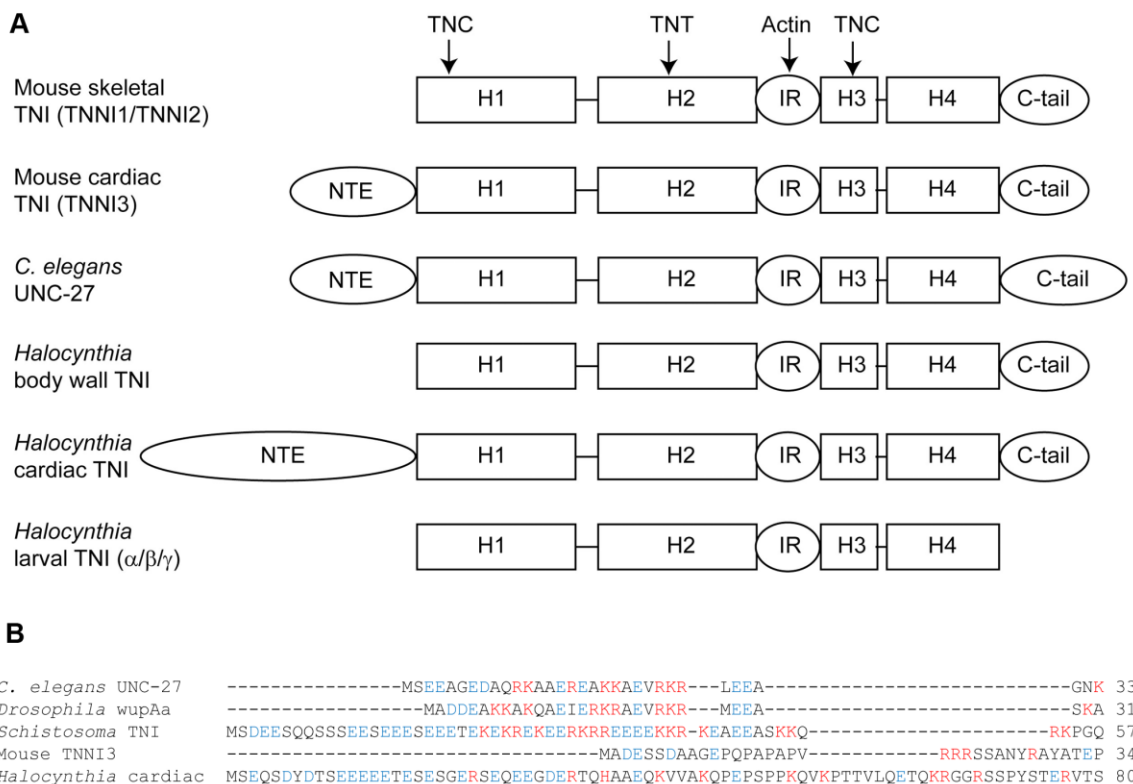 A
TNC TNT Actin TNC
Mouse skeletal
TNI (TNNI1/TNNI2)
H1 H2 IR H3 H4 C-tail
Mouse cardiac
TNI (TNNI3)
NTE H1 H2 IR H3 H4 C-tail
C. elegans
UNC-27
NTE H1 H2 IR H3 H4 C-tail
Halocynthia
body wall TNI
H1 H2 IR H3 H4 C-tail
Halocynthia
cardiac TNI
NTE H1 H2 IR H3 H4 C-tail
Halocynthia
larval TNI (α/β/γ)
H1 H2 IR H3 H4
B
C. elegans UNC-27 -----------------MSEEAGEDAQRKAAEREAKKAEVRKR---LEEA------------------------------GNK 33
Drosophila wupAa -------------------MADDEAKKAKQAEIERKRAEVRKR---MEEA-------------------------------SKA 31
Schistosoma TNI MSDEESQQSSSEEESEEESEEETEKEKREKEERKRREEEEKR-KEAEEASKKQ------------------------RKPGQ 57
Mouse TNNI3 ------------------------------------MADESSDAAGEPQPAPAPV------------RRRSSANYRAYATEP 34
Halocynthia cardiac MSEQSDYDTSEEEEETESESGERSEQEEGDERTQHAAEQKVVAKQPEPSPPKQVKPTTVLQETQKRGGRRSSPYSTERVTS 80